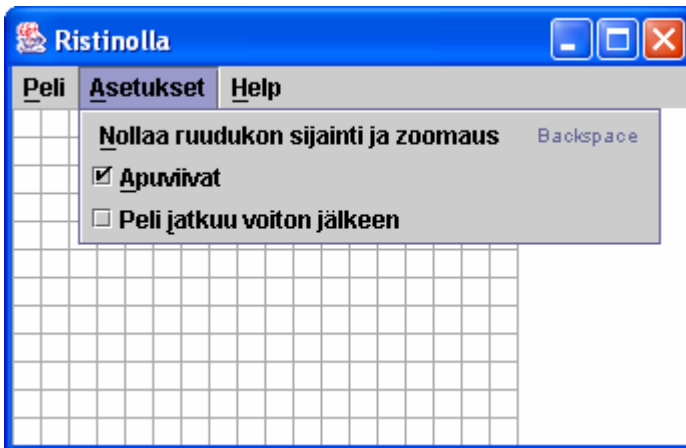 Ristinolla
Peli Asetukset Help
Nollaa ruudukon sijainti ja zoomaus Backspace
Apuviivat
Peli jatkuu voiton jälkeen